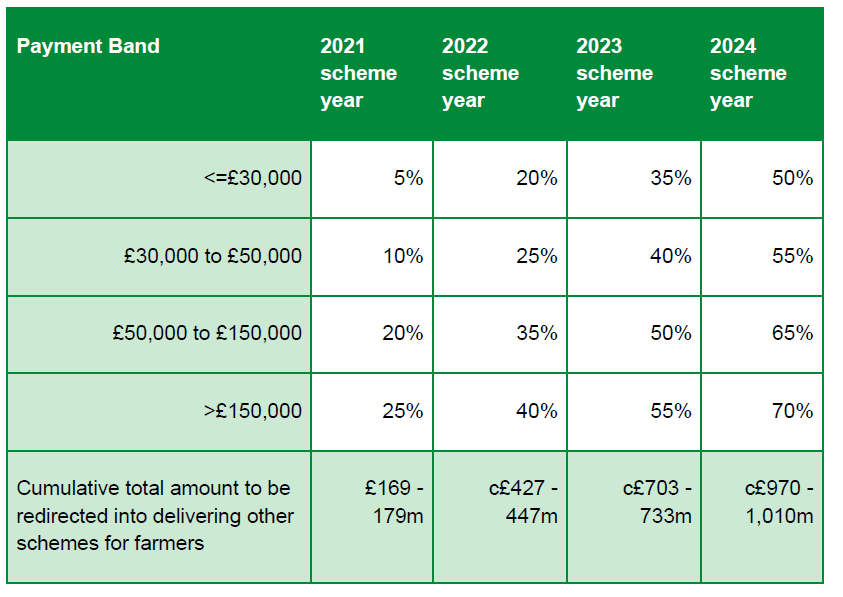 Payment Band 2021 scheme year 2022 scheme year 2023 scheme year 2024 scheme year
<=£30,000 5% 20% 35% 50%
£30,000 to £50,000 10% 25% 40% 55%
£50,000 to £150,000 20% 35% 50% 65%
>£150,000 25% 40% 55% 70%
Cumulative total amount to be redirected into delivering other schemes for farmers £169 - 179m c£427 - 447m c£703 - 733m c£970 - 1,010m